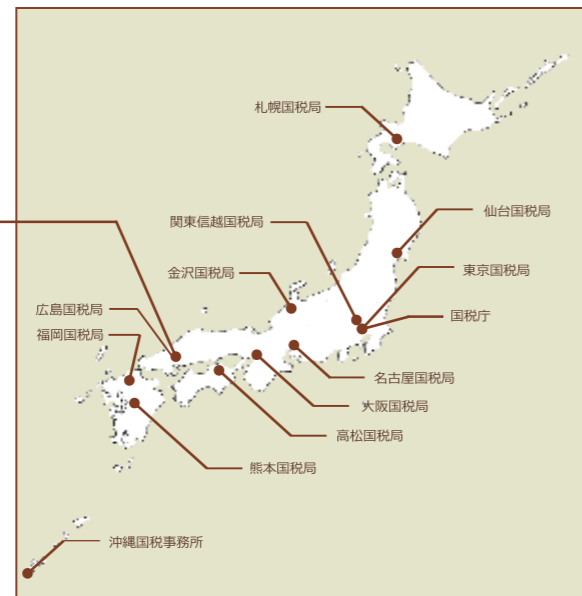 札幌国税局
仙台国税局
関東信越国税局
東京国税局
金沢国税局
国税庁
広島国税局
福岡国税局
名古屋国税局
大阪国税局
高松国税局
熊本国税局
沖縄国税事務所